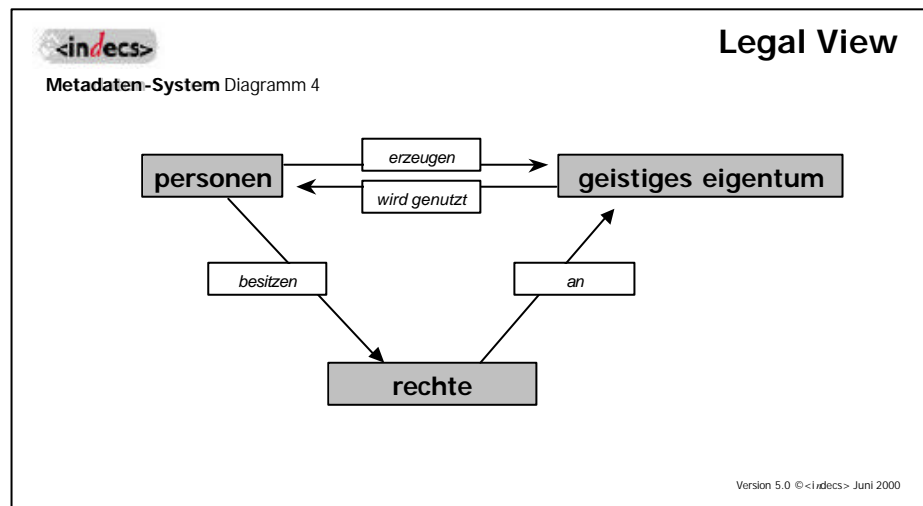 <indecs>
Legal View
Metadaten-System Diagramm 4
erzeugen
personen
geistiges eigentum
wird genutzt
besitzen
an
rechte
Version 5.0 ©<indecs> Juni 2000